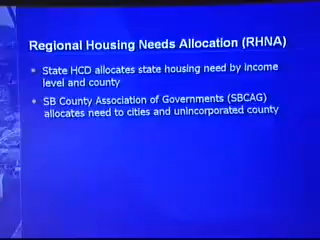 Regional Housing Needs Allocation (RHNA)
State HCD allocates state housing need by income
level and county
SB County Association of Governments (SBCAG)
allocates need to cities and unincorporated county